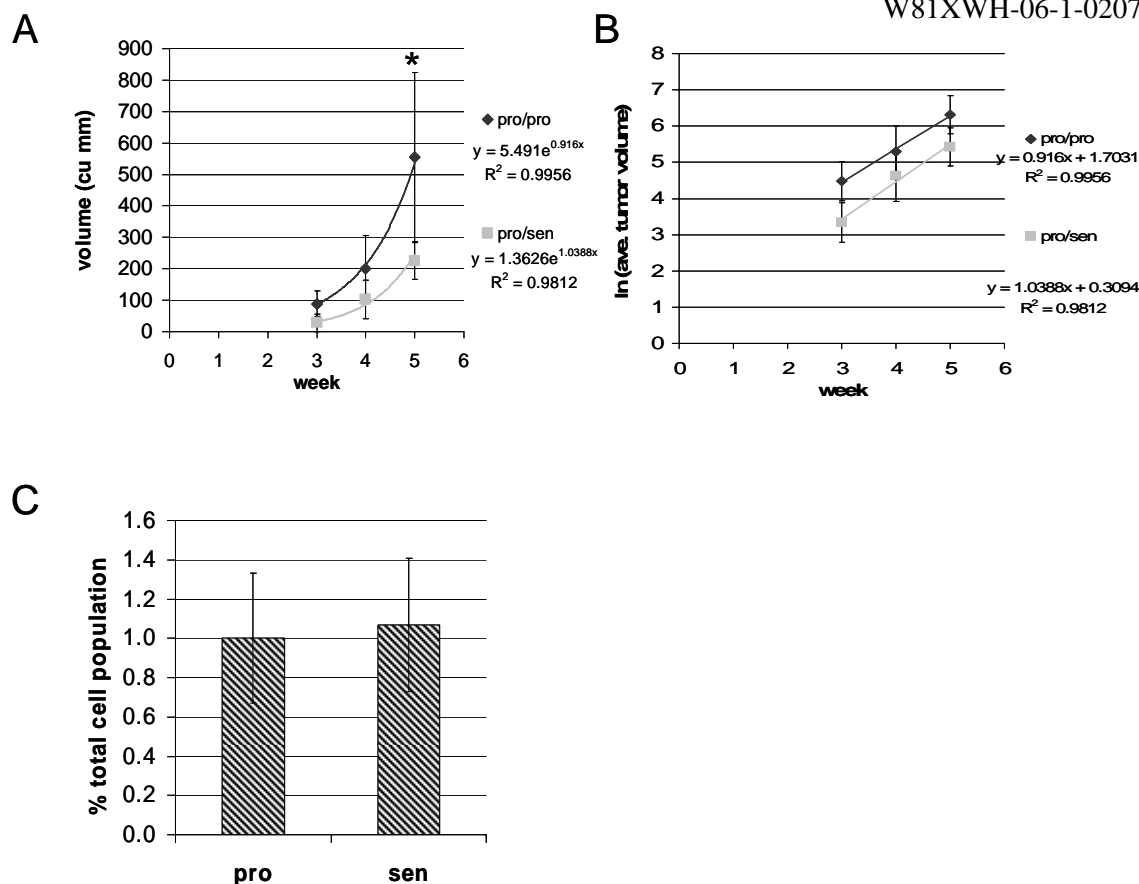 W81XWH-06-1-0207
A
900
800
700
600
500
400
300
200
100
0
volume (cu mm)
*
0 1 2 3 4 5 6
week
pro/pro
y = 5.491e^0.916x
R² = 0.9956
pro/sen
y = 1.3626e^1.0388x
R² = 0.9812
B
8
7
6
5
4
3
2
1
0
ln (ave. tumor volume)
0 1 2 3 4 5 6
week
pro/pro
y = 0.916x + 1.7031
R² = 0.9956
pro/sen
y = 1.0388x + 0.3094
R² = 0.9812
C
1.6
1.4
1.2
1.0
0.8
0.6
0.4
0.2
0.0
% total cell population
pro sen